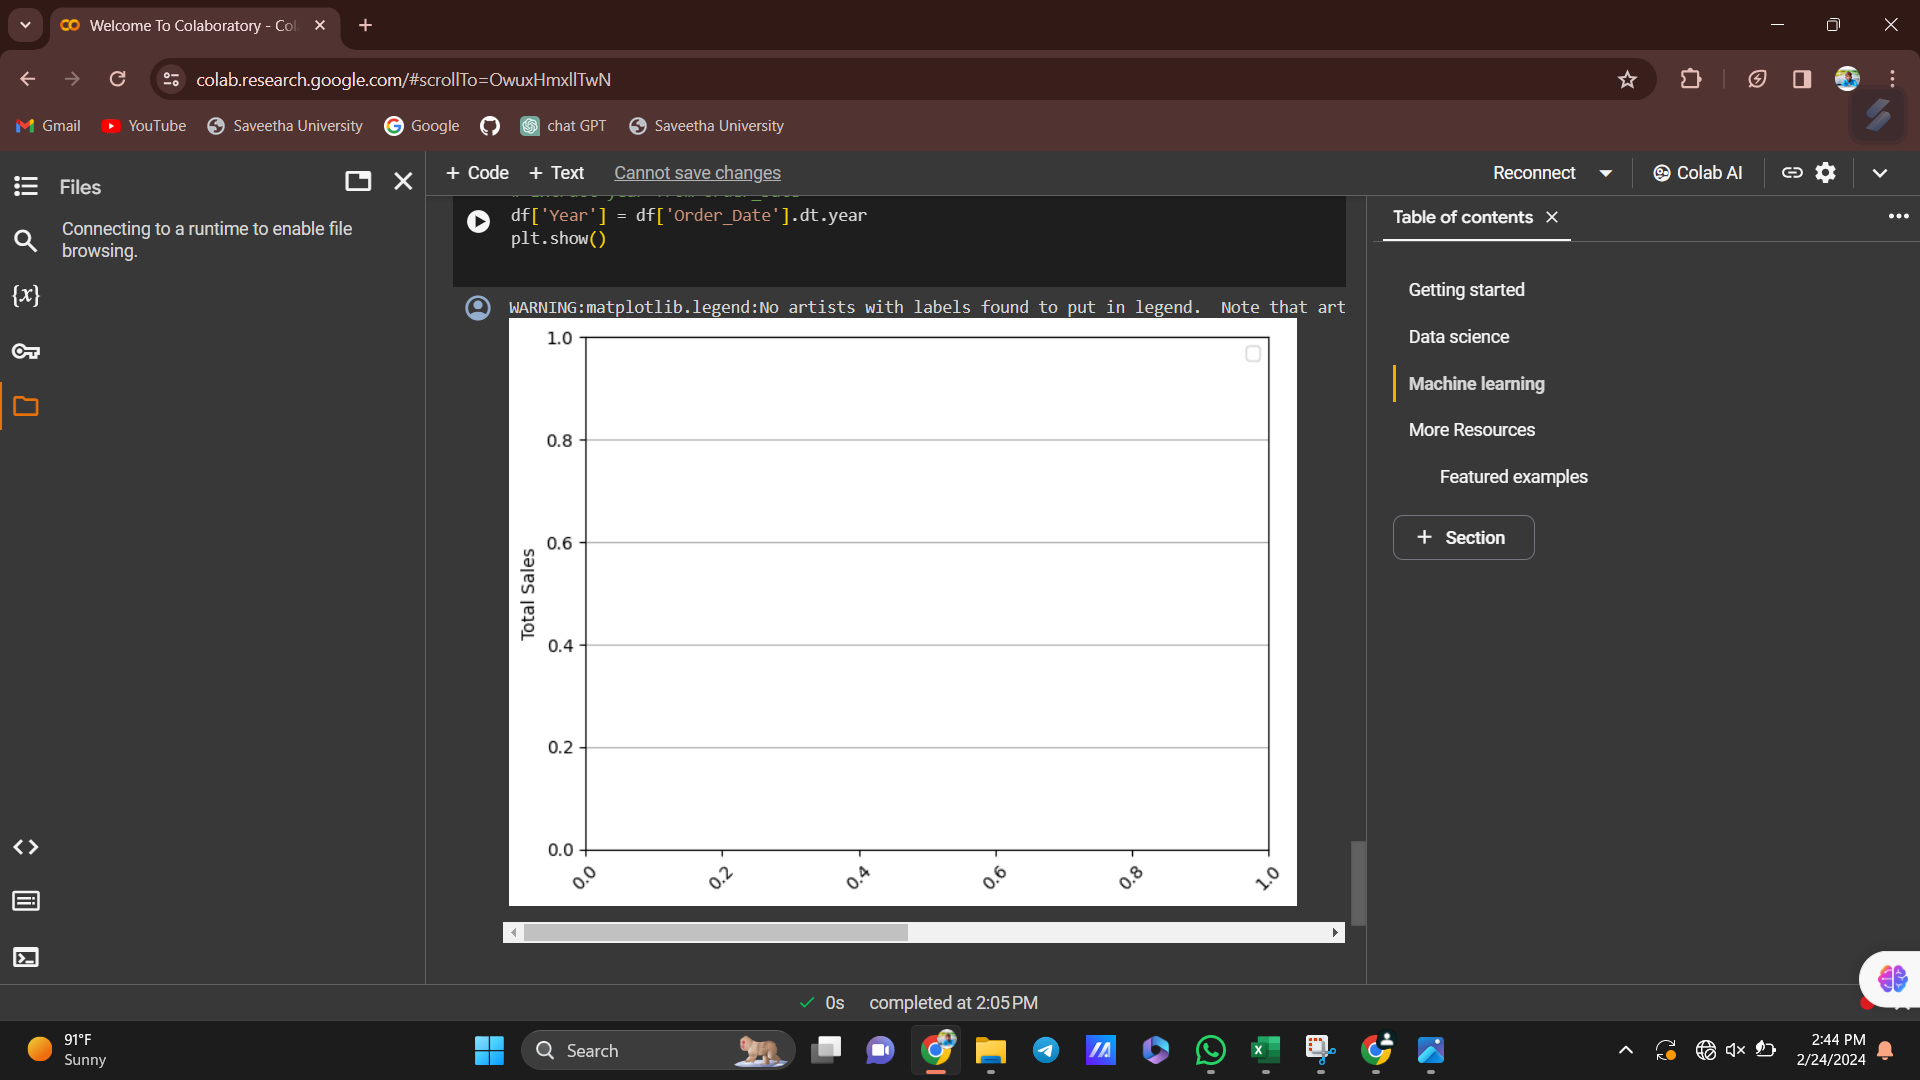 Welcome To Colaboratory - Col
colab.research.google.com/#scrollTo=OwuxHmxllTwN
Gmail
YouTube
Saveetha University
Google
chat GPT
Saveetha University
Files
Connecting to a runtime to enable file
browsing.
{x}
+ Code
+ Text
Cannot save changes
Reconnect
Colab AI
df['Year'] = df['Order_Date'].dt.year
plt.show()
WARNING:matplotlib.legend:No artists with labels found to put in legend.  Note that art
1.0
0.8
0.6
0.4
0.2
0.0
Total Sales
0.0
0.2
0.4
0.6
0.8
1.0
Table of contents
Getting started
Data science
Machine learning
More Resources
Featured examples
+ Section
0s
completed at 2:05 PM
91°F
Sunny
Search
2:44 PM
2/24/2024